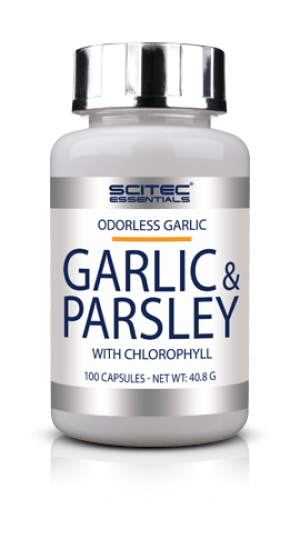 SCITEC®
ESSENTIALS
ODORLESS GARLIC
GARLIC &
PARSLEY
WITH CHLOROPHYLL
100 CAPSULES - NET WT: 40.8 G